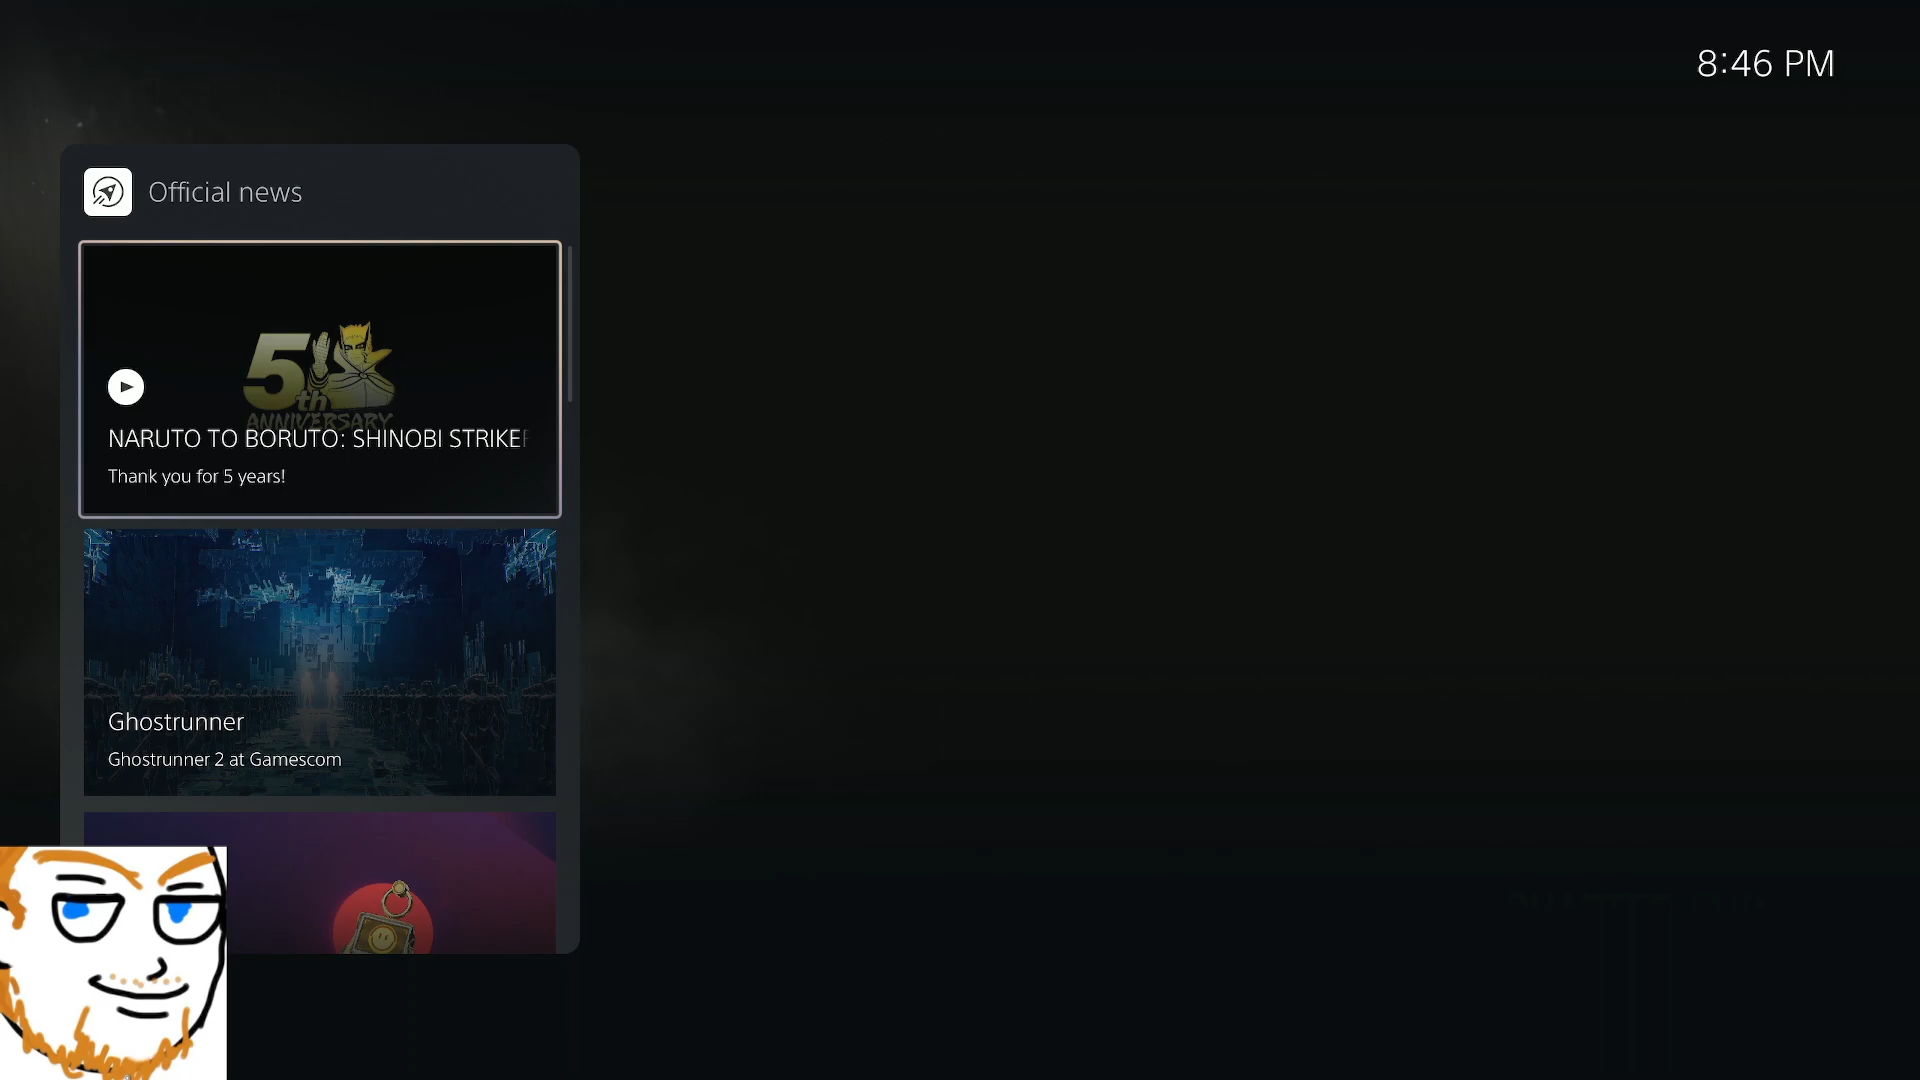 8:46 PM
Official news
5th
ANNIVERSARY
NARUTO TO BORUTO: SHINOBI STRIKE
Thank you for 5 years!
Ghostrunner
Ghostrunner 2 at Gamescom